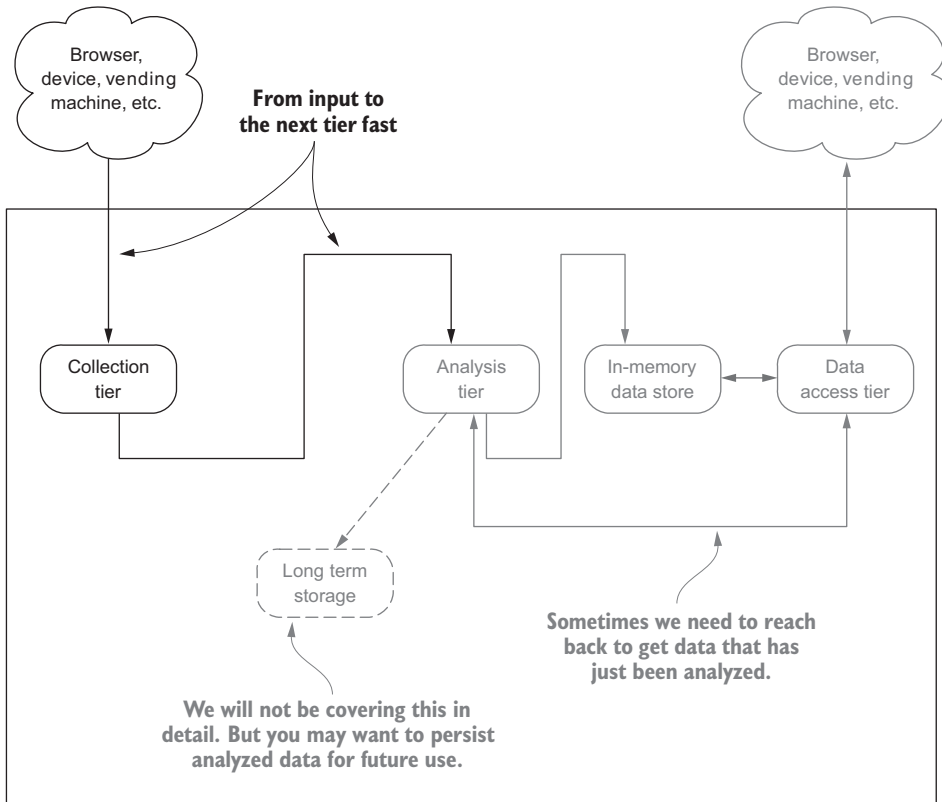 Browser,
device, vending
machine, etc.
Browser,
device, vending
machine, etc.
From input to
the next tier fast
Collection
tier
Analysis
tier
In-memory
data store
Data
access tier
Long term
storage
Sometimes we need to reach
back to get data that has
just been analyzed.
We will not be covering this in
detail. But you may want to persist
analyzed data for future use.